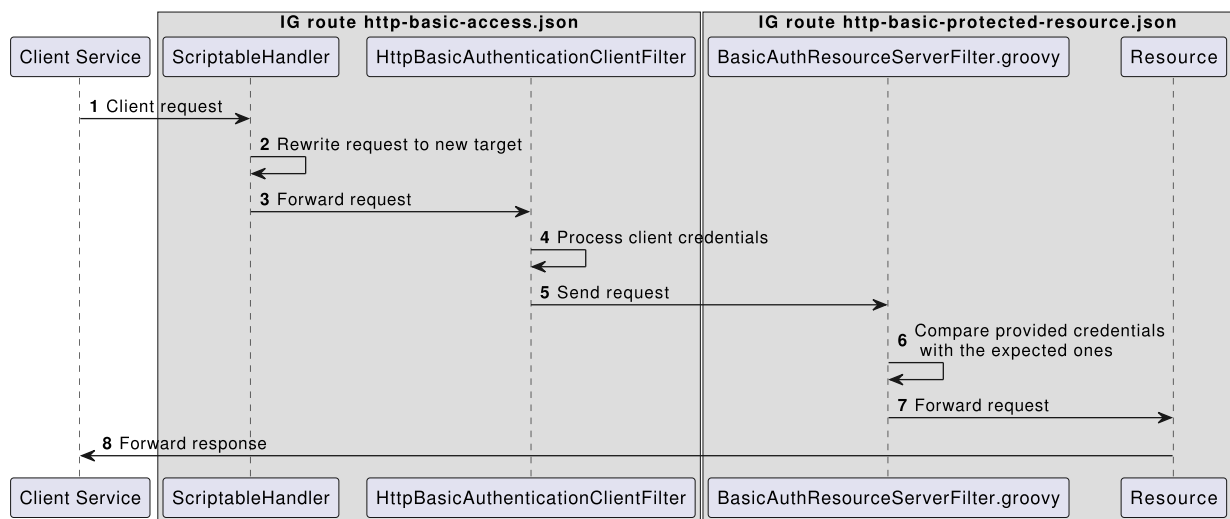 IG route http-basic-access.json
IG route http-basic-protected-resource.json
Client Service
ScriptableHandler
HttpBasicAuthenticationClientFilter
BasicAuthResourceServerFilter.groovy
Resource
1 Client request
2 Rewrite request to new target
3 Forward request
4 Process client credentials
5 Send request
6 Compare provided credentials
with the expected ones
7 Forward request
8 Forward response
Client Service
ScriptableHandler
HttpBasicAuthenticationClientFilter
BasicAuthResourceServerFilter.groovy
Resource